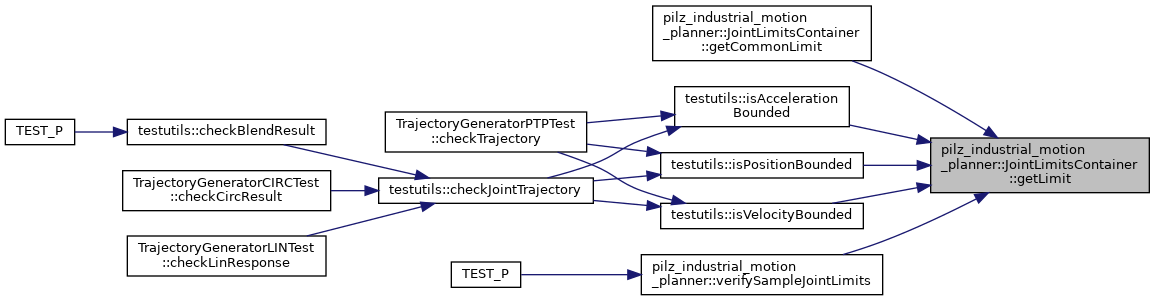 pilz_industrial_motion
_planner::JointLimitsContainer
::getCommonLimit
testutils::isAcceleration
Bounded
TEST_P
testutils::checkBlendResult
TrajectoryGeneratorPTPTest
::checkTrajectory
testutils::isPositionBounded
pilz_industrial_motion
_planner::JointLimitsContainer
::getLimit
TrajectoryGeneratorCIRCTest
::checkCircResult
testutils::checkJointTrajectory
testutils::isVelocityBounded
TrajectoryGeneratorLINTest
::checkLinResponse
TEST_P
pilz_industrial_motion
_planner::verifySampleJointLimits